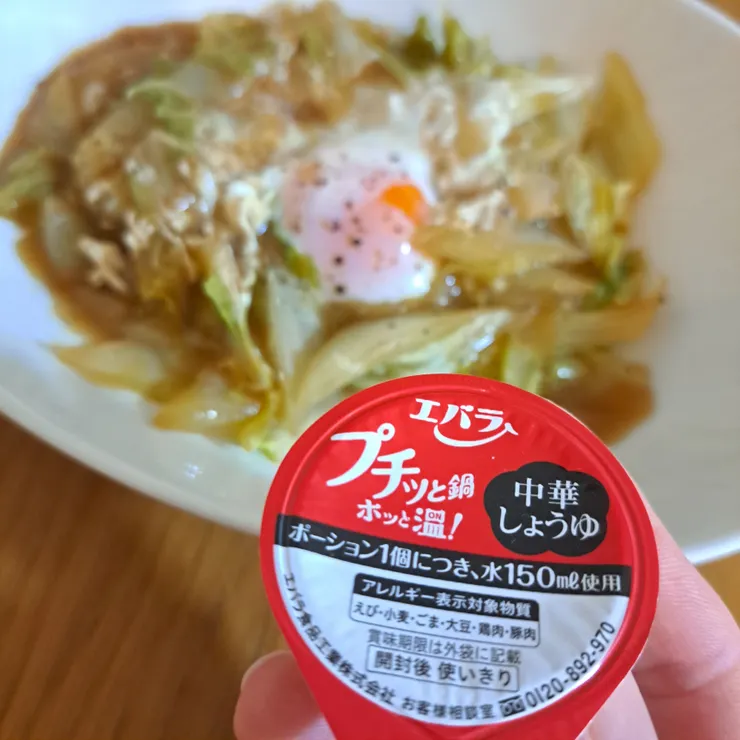 エバラ
プチッと鍋
ホッと温!
ON
中華
しょうゆ
ポーション1個につき、水150ml使用
アレルギー表示対象物質
えび・小麦・ごま・大豆・鶏肉・豚肉
賞味期限は外袋に記載
開封後 使いきり
エバラ食品工業株式会社 お客様相談室 0120-892-970